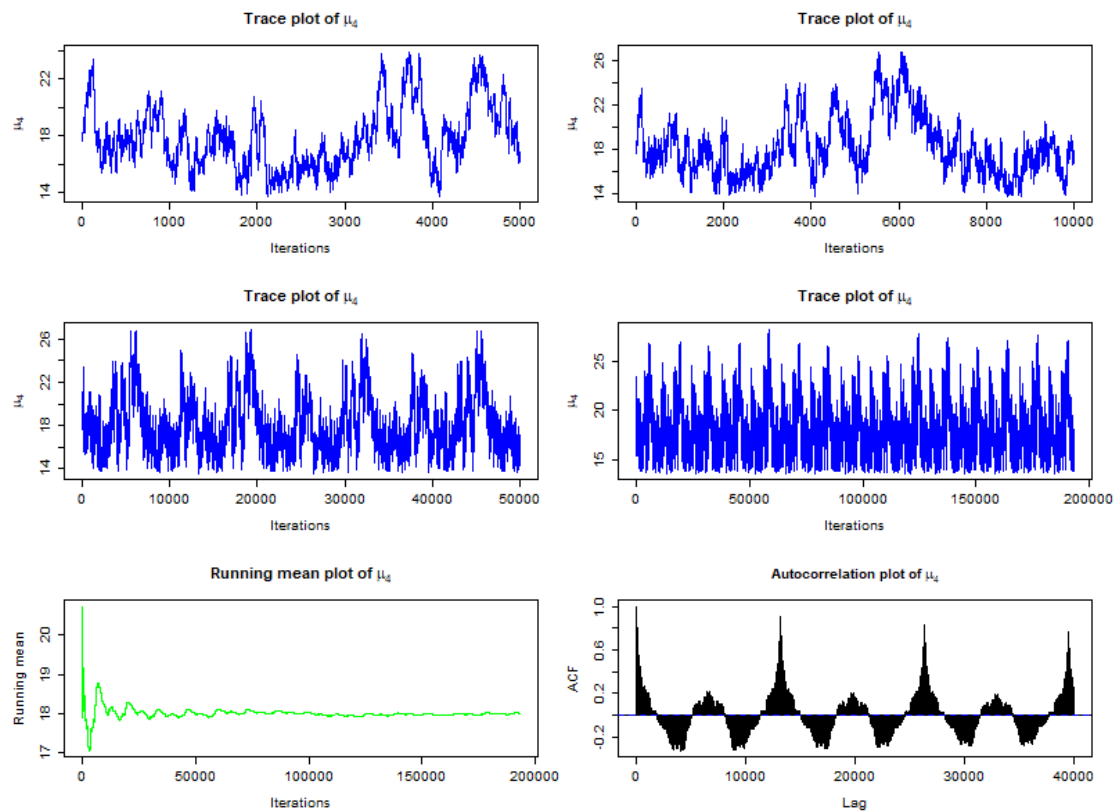 Trace plot of μ₄
μ₄
14 18 22
0 1000 2000 3000 4000 5000
Iterations
Trace plot of μ₄
μ₄
14 18 22 26
0 2000 4000 6000 8000 10000
Iterations
Trace plot of μ₄
μ₄
14 18 22 26
0 10000 20000 30000 40000 50000
Iterations
Trace plot of μ₄
μ₄
15 20 25
0 50000 100000 150000 200000
Iterations
Running mean plot of μ₄
Running mean
17 18 19 20
0 50000 100000 150000 200000
Iterations
Autocorrelation plot of μ₄
ACF
-0.2 0.2 0.6 1.0
0 10000 20000 30000 40000
Lag